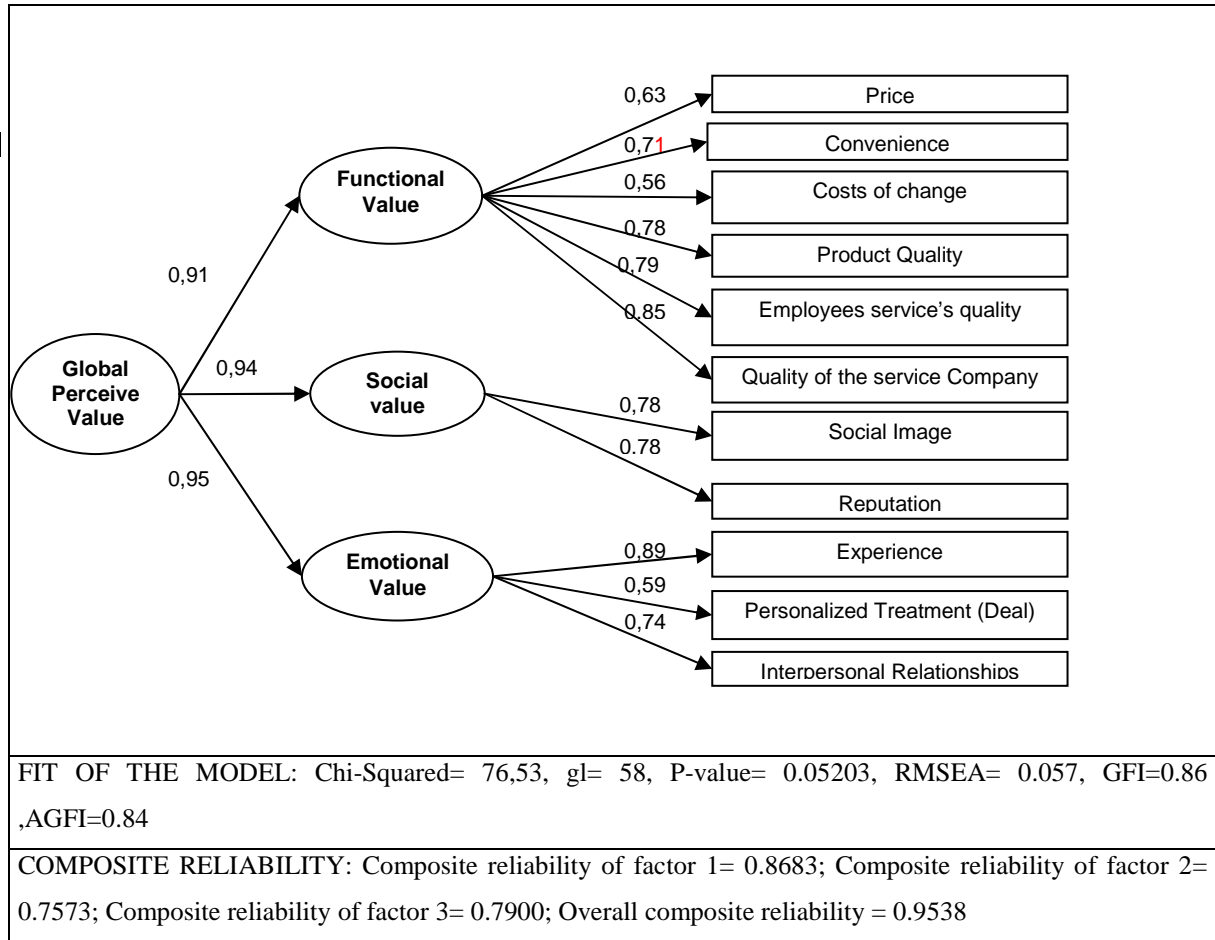 0,63
Price
0,71
Convenience
Functional
Value
0,56
Costs of change
0,78
Product Quality
0,91
0,79
Employees service's quality
0.85
Global
Perceive
Value
0,94
Social
value
Quality of the service Company
0,78
Social Image
0.78
0,95
Reputation
Emotional
Value
0,89
Experience
0,59
Personalized Treatment (Deal)
0,74
Interpersonal Relationships
FIT OF THE MODEL: Chi-Squared= 76,53, gl= 58, P-value= 0.05203, RMSEA= 0.057, GFI=0.86
,AGFI=0.84
COMPOSITE RELIABILITY: Composite reliability of factor 1= 0.8683; Composite reliability of factor 2=
0.7573; Composite reliability of factor 3= 0.7900; Overall composite reliability = 0.9538